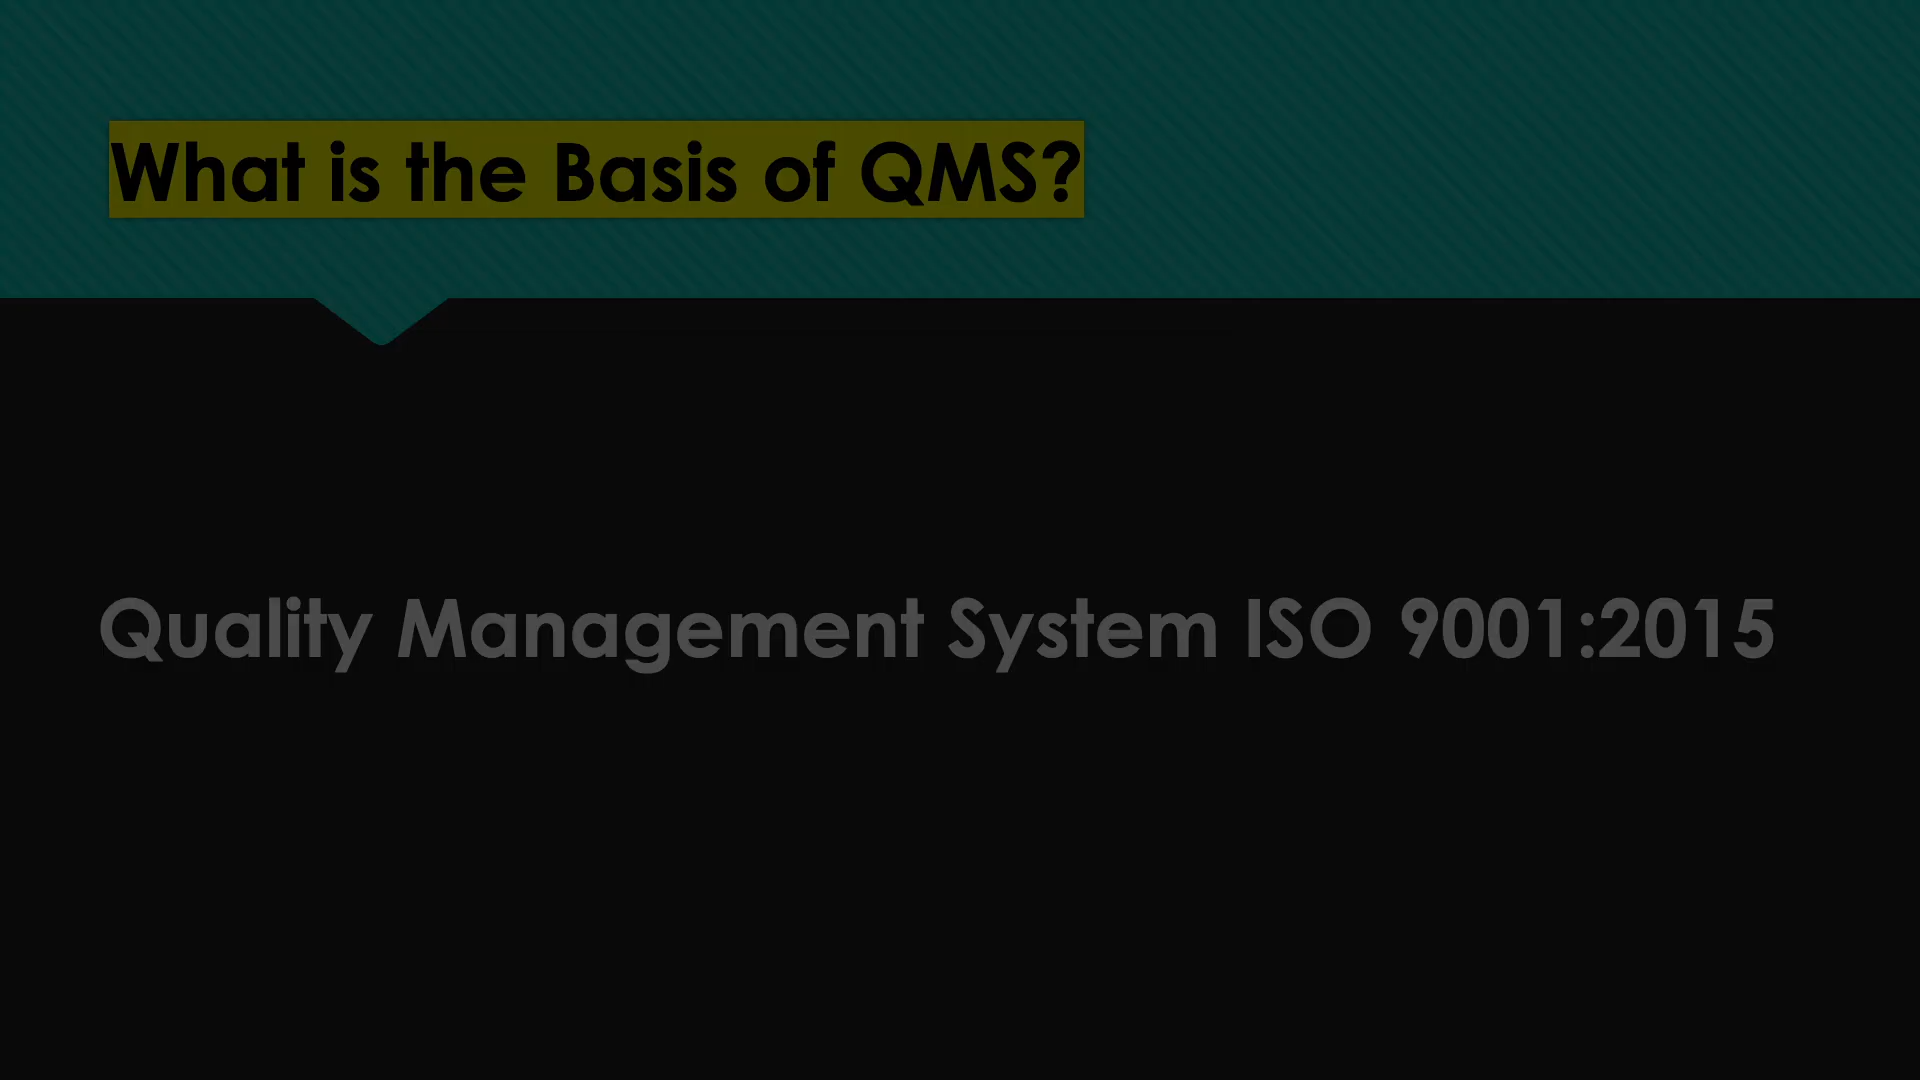 What is the Basis of QMS?
Quality Management System ISO 9001:2015